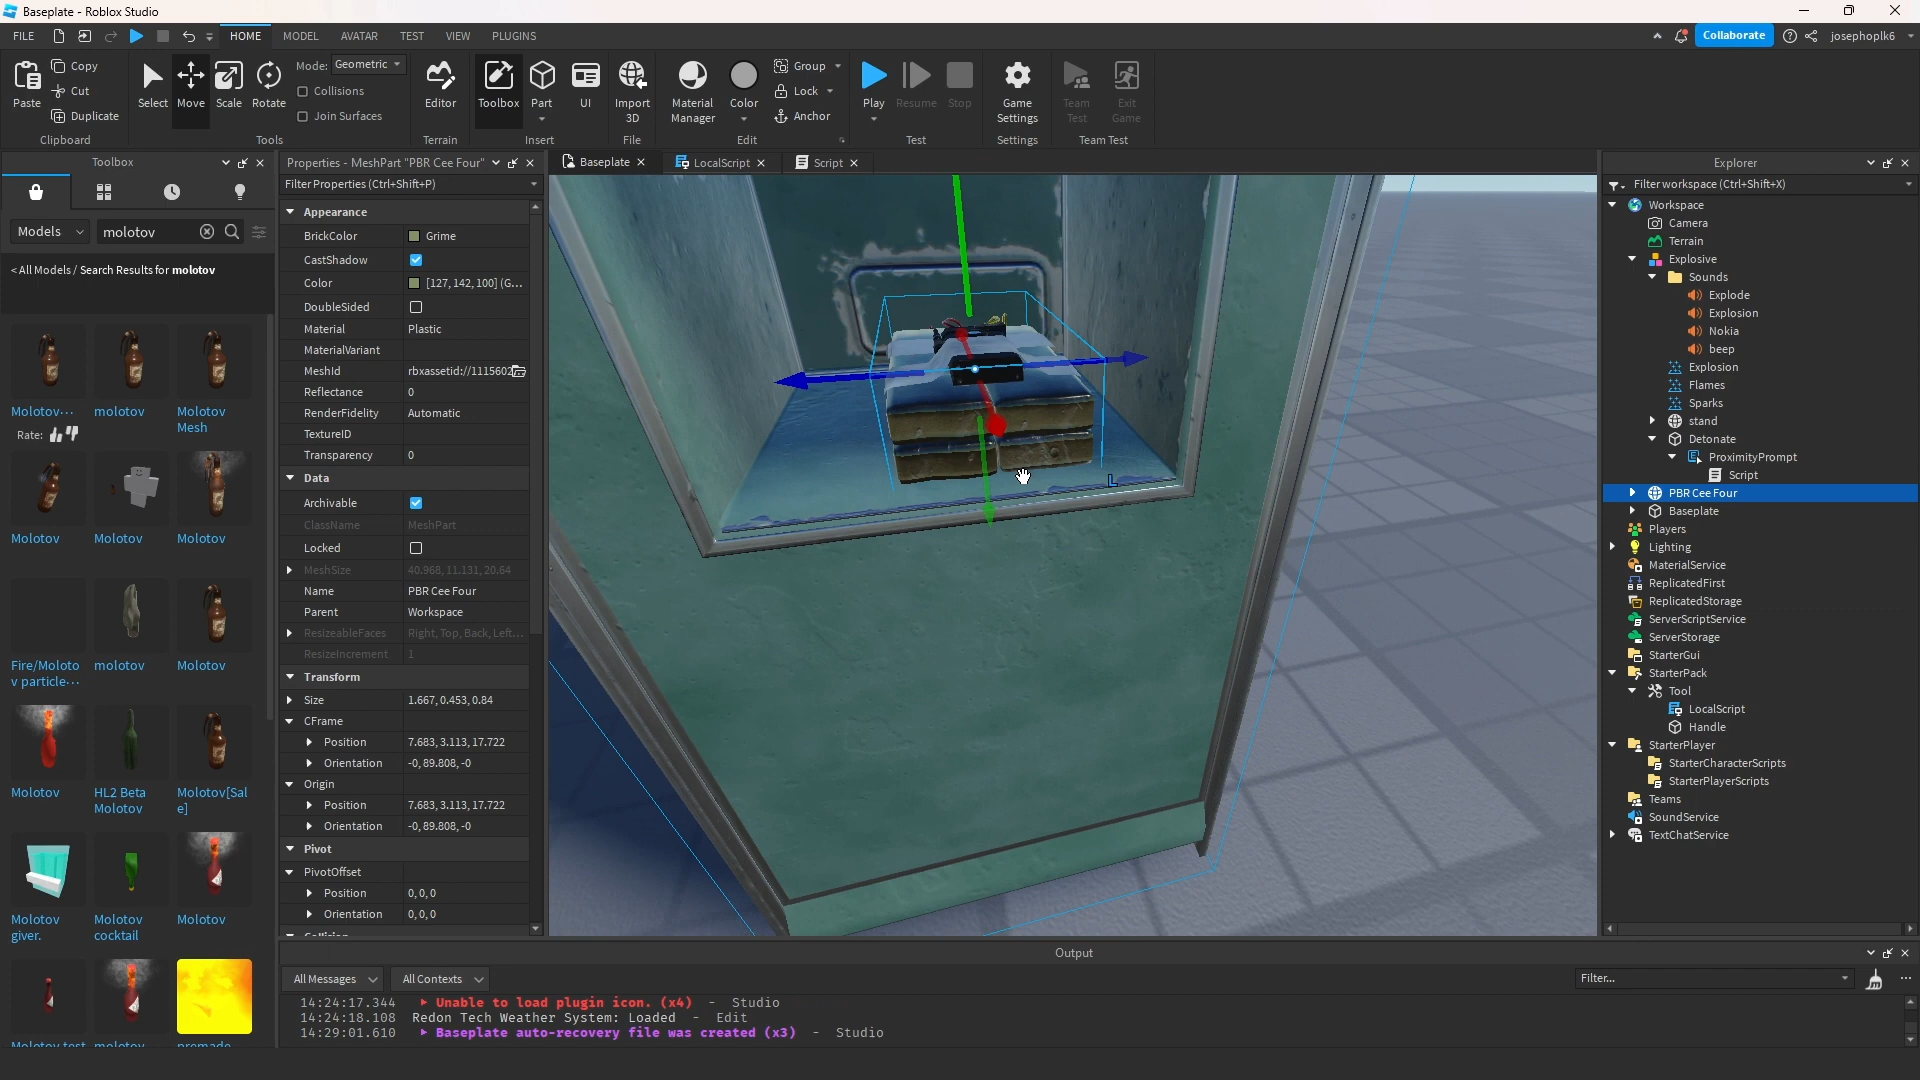 Baseplate - Roblox Studio
FILE
HOME
MODEL
AVATAR
TEST
VIEW
PLUGINS
Collaborate
josephoplk6
Paste
Copy
Cut
Duplicate
Clipboard
Select
Move
Scale
Rotate
Mode:
Geometric
Collisions
Join Surfaces
Tools
Editor
Terrain
Toolbox
Part
UI
Insert
Import
3D
File
Material
Manager
Color
Group
Lock
Anchor
Edit
Play
Resume
Stop
Test
Game
Settings
Settings
Team
Test
Exit
Game
Team Test
Toolbox
Models
molotov
< All Models / Search Results for molotov
Molotov...
molotov
Molotov
Mesh
Rate:
Molotov
Molotov
Molotov
Fire/Moloto
v particle...
molotov
Molotov
Molotov
HL2 Beta
Molotov
Molotov[Sal
e]
Molotov
giver.
Molotov
cocktail
Molotov
Molotov test
molotov
premade
Properties - MeshPart "PBR Cee Four"
Filter Properties (Ctrl+Shift+P)
Appearance
BrickColor Grime
CastShadow
Color [127, 142, 100] (G...
DoubleSided
Material Plastic
MaterialVariant
MeshId rbxassetid://1115602
Reflectance 0
RenderFidelity Automatic
TextureID
Transparency 0
Data
Archivable
ClassName MeshPart
Locked
MeshSize 40.968, 11.131, 20.64
Name PBR Cee Four
Parent Workspace
ResizeableFaces Right, Top, Back, Left...
ResizeIncrement 1
Transform
Size 1.667, 0.453, 0.84
CFrame
Position 7.683, 3.113, 17.722
Orientation -0, 89.808, -0
Origin
Position 7.683, 3.113, 17.722
Orientation -0, 89.808, -0
Pivot
PivotOffset
Position 0, 0, 0
Orientation 0, 0, 0
Collision
Baseplate
LocalScript
Script
L
Explorer
Filter workspace (Ctrl+Shift+X)
Workspace
Camera
Terrain
Explosive
Sounds
Explode
Explosion
Nokia
beep
Explosion
Flames
Sparks
stand
Detonate
ProximityPrompt
Script
PBR Cee Four
Baseplate
Players
Lighting
MaterialService
ReplicatedFirst
ReplicatedStorage
ServerScriptService
ServerStorage
StarterGui
StarterPack
Tool
LocalScript
Handle
StarterPlayer
StarterCharacterScripts
StarterPlayerScripts
Teams
SoundService
TextChatService
Output
All Messages
All Contexts
Filter...
14:24:17.344 Unable to load plugin icon. (x4) - Studio
14:24:18.108 Redon Tech Weather System: Loaded - Edit
14:29:01.610 Baseplate auto-recovery file was created (x3) - Studio